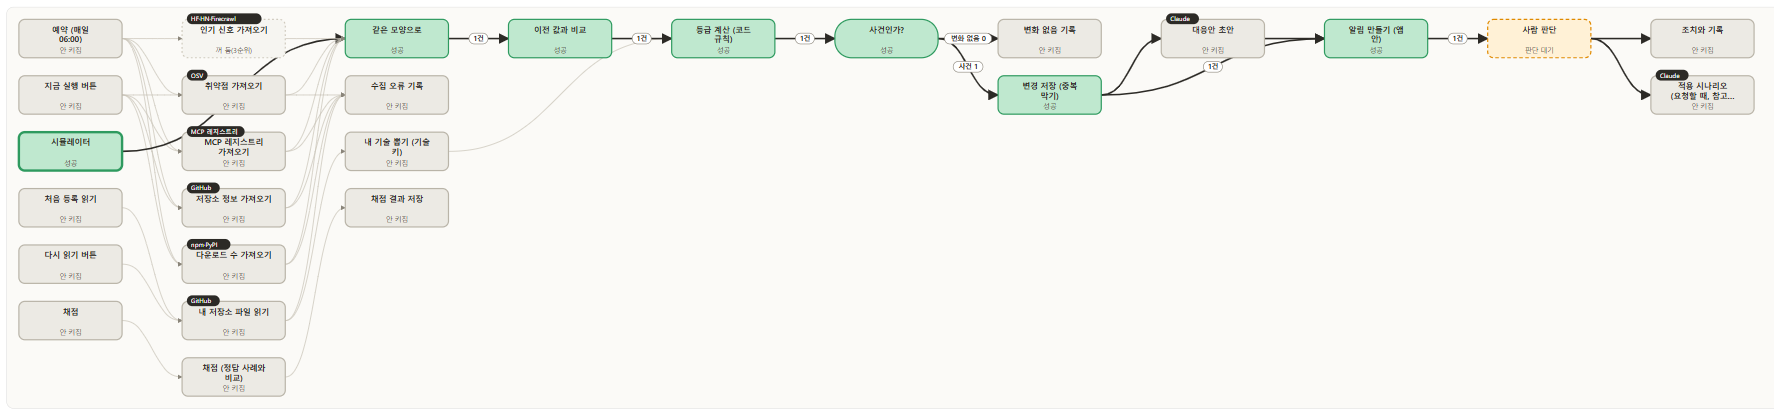 예약 (매일
06:00)
안 켜짐
HF·HN·Firecrawl
인기 신호 가져오기
꺼 둠(3순위)
같은 모양으로
성공
1건
이전 값과 비교
성공
1건
등급 계산 (코드
규칙)
성공
1건
사건인가?
성공
변화 없음 0
사건 1
변화 없음 기록
안 켜짐
Claude
대응안 초안
안 켜짐
1건
알림 만들기 (앱
안)
성공
1건
사람 판단
판단 대기
조치와 기록
안 켜짐
지금 실행 버튼
안 켜짐
OSV
취약점 가져오기
안 켜짐
수집 오류 기록
안 켜짐
변경 저장 (중복
막기)
성공
Claude
적용 시나리오
(요청할 때, 참고...
안 켜짐
시뮬레이터
성공
MCP 레지스트리
MCP 레지스트리
가져오기
안 켜짐
내 기술 뽑기 (기술
키)
안 켜짐
처음 등록 읽기
안 켜짐
GitHub
저장소 정보 가져오기
안 켜짐
채점 결과 저장
안 켜짐
다시 읽기 버튼
안 켜짐
npm·PyPI
다운로드 수 가져오기
안 켜짐
채점
안 켜짐
GitHub
내 저장소 파일 읽기
안 켜짐
채점 (정답 사례와
비교)
안 켜짐